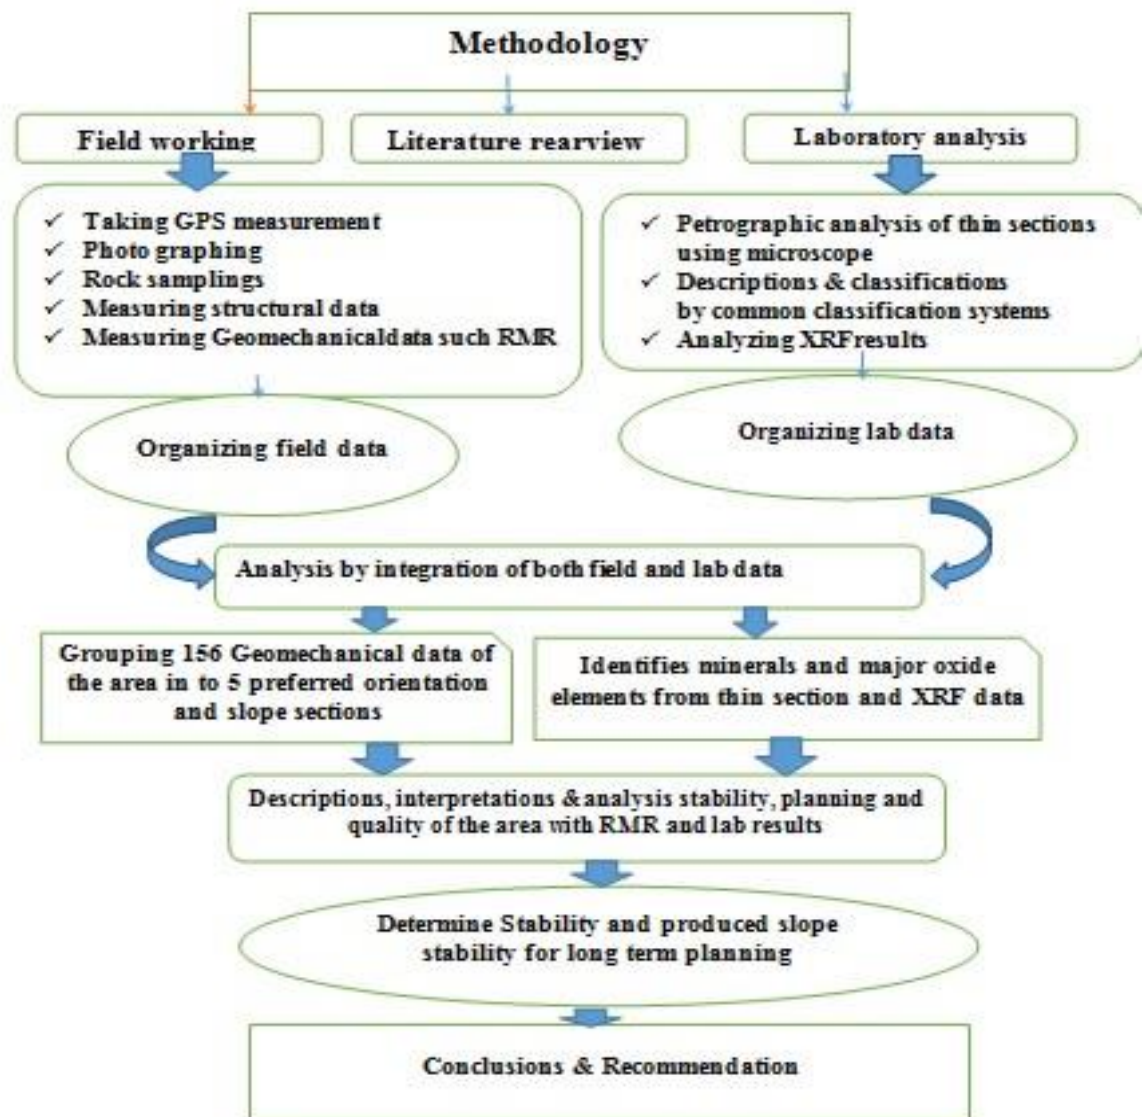 Methodology
Field working
Literature rearview
Laboratory analysis
✓ Taking GPS measurement
✓ Photo graphing
✓ Rock samplings
✓ Measuring structural data
✓ Measuring Geomechanicaldata such RMR
✓ Petrographic analysis of thin sections
using microscope
✓ Descriptions & classifications
by common classification systems
✓ Analyzing XRFresults
Organizing field data
Organizing lab data
Analysis by integration of both field and lab data
Grouping 156 Geomechanical data of
the area in to 5 preferred orientation
and slope sections
Identifies minerals and major oxide
elements from thin section and XRF data
Descriptions, interpretations & analysis stability, planning and
quality of the area with RMR and lab results
Determine Stability and produced slope
stability for long term planning
Conclusions & Recommendation